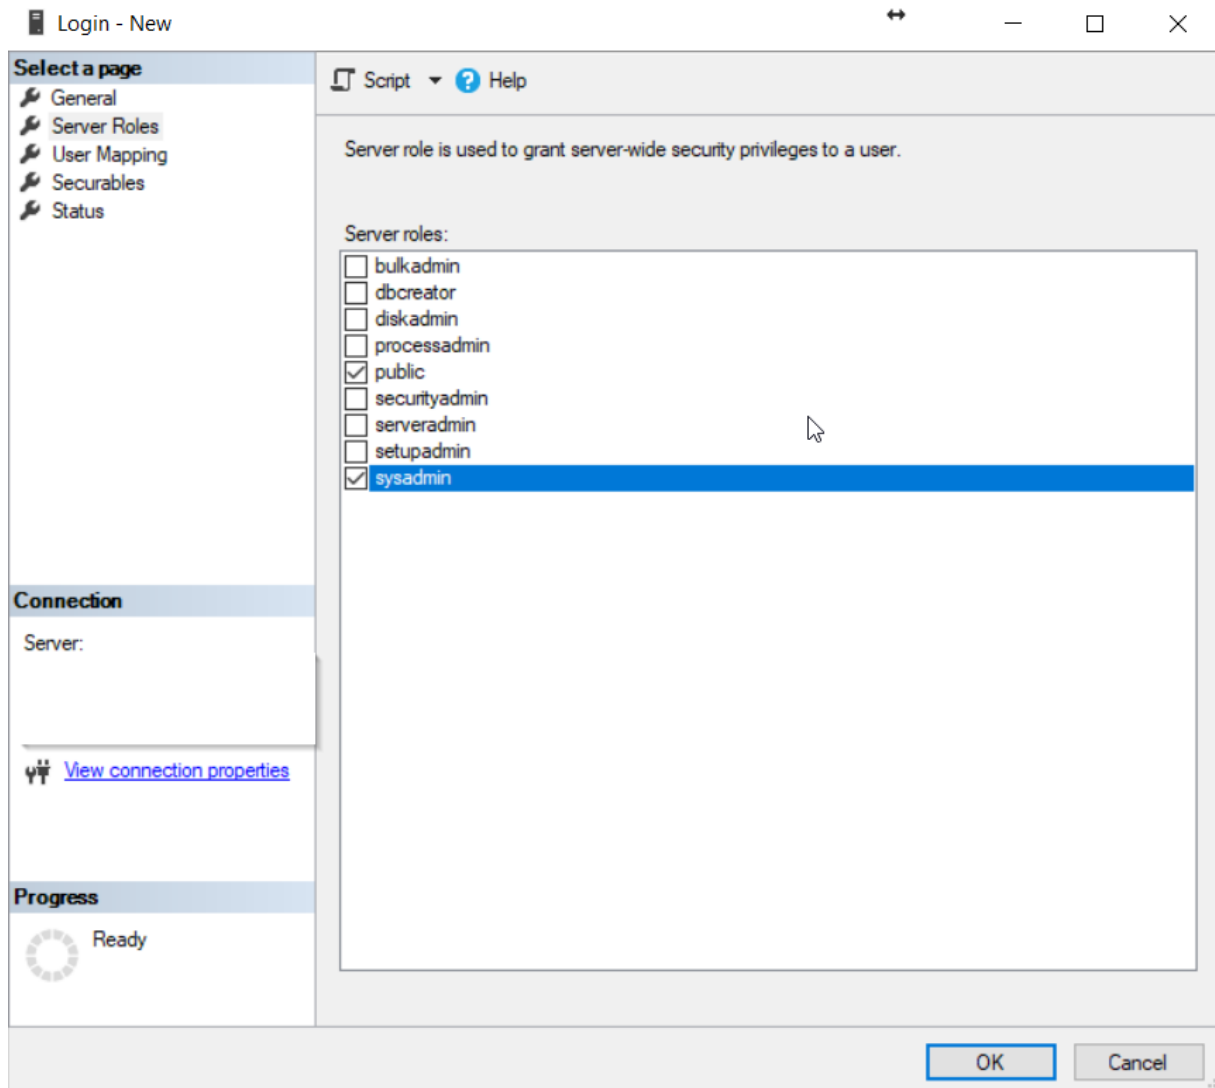 Login - New
Select a page
General
Server Roles
User Mapping
Securables
Status
Connection
Server:
View connection properties
Progress
Ready
Script
Help
Server role is used to grant server-wide security privileges to a user.
Server roles:
bulkadmin
dbcreator
diskadmin
processadmin
public
securityadmin
serveradmin
setupadmin
sysadmin
OK
Cancel